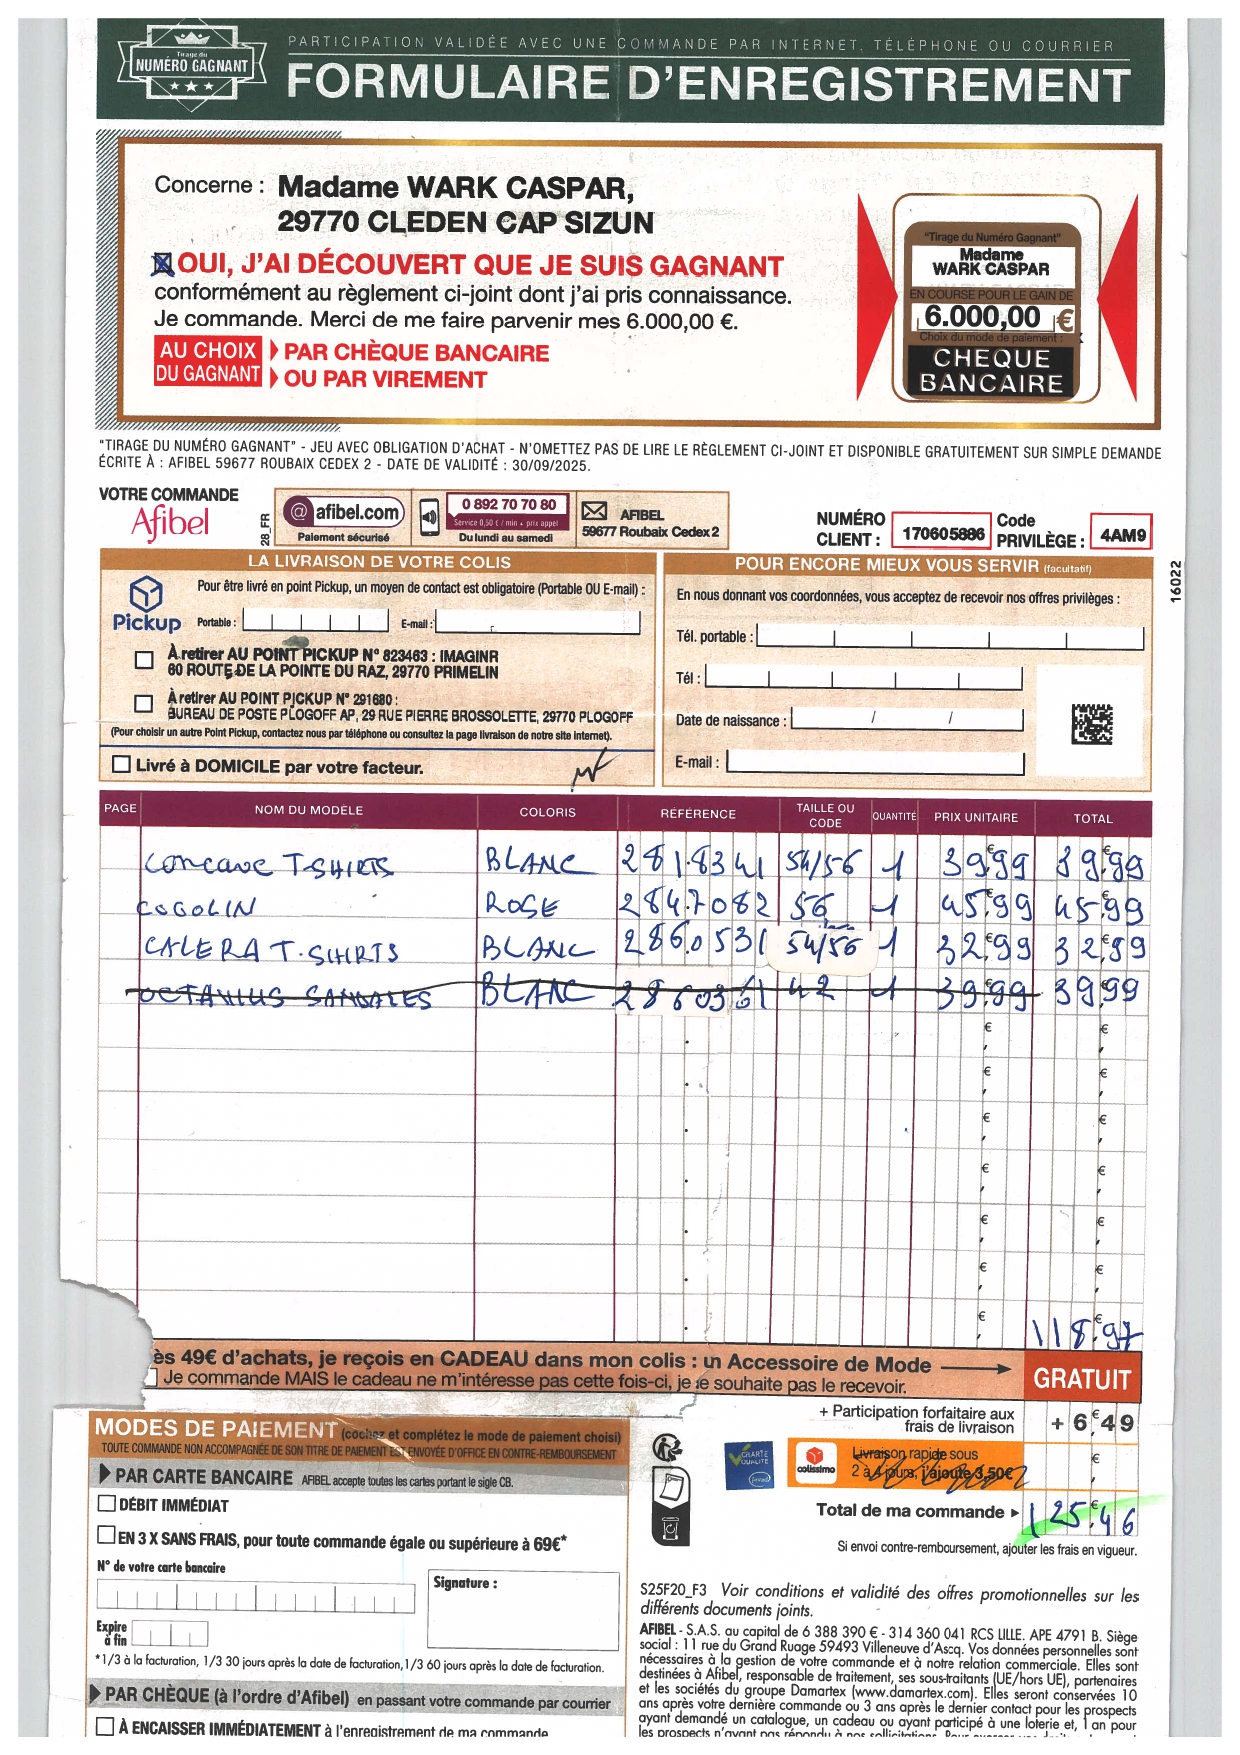 PARTICIPATION VALIDÉE AVEC UNE COMMANDE PAR INTERNET, TÉLÉPHONE OU COURRIER
Tirage du
NUMÉRO GAGNANT
FORMULAIRE D'ENREGISTREMENT
Concerne : Madame WARK CASPAR,
29770 CLEDEN CAP SIZUN
OUI, J'AI DÉCOUVERT QUE JE SUIS GAGNANT
conformément au règlement ci-joint dont j'ai pris connaissance.
Je commande. Merci de me faire parvenir mes 6.000,00 €.
AU CHOIX DU GAGNANT
PAR CHÈQUE BANCAIRE
OU PAR VIREMENT
"Tirage du Numéro Gagnant"
Madame
WARK CASPAR
EN COURSE POUR LE GAIN DE
6.000,00 €
Choix du mode de paiement :
CHEQUE
BANCAIRE
"TIRAGE DU NUMÉRO GAGNANT" - JEU AVEC OBLIGATION D'ACHAT - N'OMETTEZ PAS DE LIRE LE RÈGLEMENT CI-JOINT ET DISPONIBLE GRATUITEMENT SUR SIMPLE DEMANDE
ÉCRITE À : AFIBEL 59677 ROUBAIX CEDEX 2 - DATE DE VALIDITÉ : 30/09/2025.
VOTRE COMMANDE
Afibel
28_FR
@ afibel.com
Paiement sécurisé
0 892 70 70 80
Service 0,50 € / min + prix appel
Du lundi au samedi
AFIBEL
59677 Roubaix Cedex 2
NUMÉRO CLIENT : 170605886
Code PRIVILÈGE : 4AM9
16022
LA LIVRAISON DE VOTRE COLIS
Pickup
Pour être livré en point Pickup, un moyen de contact est obligatoire (Portable OU E-mail) :
Portable :
E-mail :
À retirer AU POINT PICKUP N° 823463 : IMAGINR
60 ROUTE DE LA POINTE DU RAZ, 29770 PRIMELIN
À retirer AU POINT PICKUP N° 291680 :
BUREAU DE POSTE PLOGOFF AP, 29 RUE PIERRE BROSSOLETTE, 29770 PLOGOFF
(Pour choisir un autre Point Pickup, contactez nous par téléphone ou consultez la page livraison de notre site internet).
Livré à DOMICILE par votre facteur.
POUR ENCORE MIEUX VOUS SERVIR (facultatif)
En nous donnant vos coordonnées, vous acceptez de recevoir nos offres privilèges :
Tél. portable :
Tél :
Date de naissance : / /
E-mail :
PAGE NOM DU MODÈLE COLORIS RÉFÉRENCE TAILLE OU CODE QUANTITÉ PRIX UNITAIRE TOTAL
CONCAVE T-SHIRTS BLANC 281.8341 54/56 1 39,99 39,99
COGOLIN ROSE 284.7082 56 1 45,99 45,99
CALERA T-SHIRTS BLANC 286.0531 54/56 1 32,99 32,99
OCTAVIUS SANDALES BLANC 2860361 42 1 39,99 39,99
118,97
ès 49€ d'achats, je reçois en CADEAU dans mon colis : un Accessoire de Mode
GRATUIT
Je commande MAIS le cadeau ne m'intéresse pas cette fois-ci, je ne souhaite pas le recevoir.
+ Participation forfaitaire aux
frais de livraison + 6,€49
CHARTE QUALITÉ
colissimo
Livraison rapide sous
2 à 4 jours, j'ajoute 3,50€
Total de ma commande 125,46
Si envoi contre-remboursement, ajouter les frais en vigueur.
MODES DE PAIEMENT (cochez et complétez le mode de paiement choisi)
TOUTE COMMANDE NON ACCOMPAGNÉE DE SON TITRE DE PAIEMENT EST ENVOYÉE D'OFFICE EN CONTRE-REMBOURSEMENT
PAR CARTE BANCAIRE AFIBEL accepte toutes les cartes portant le sigle CB.
DÉBIT IMMÉDIAT
EN 3 X SANS FRAIS, pour toute commande égale ou supérieure à 69€*
N° de votre carte bancaire
Signature :
Expire à fin
*1/3 à la facturation, 1/3 30 jours après la date de facturation,1/3 60 jours après la date de facturation.
PAR CHÈQUE (à l'ordre d'Afibel) en passant votre commande par courrier
À ENCAISSER IMMÉDIATEMENT à l'enregistrement de ma commande
S25F20_F3 Voir conditions et validité des offres promotionnelles sur les
différents documents joints.
AFIBEL - S.A.S. au capital de 6 388 390 € - 314 360 041 RCS LILLE. APE 4791 B. Siège
social : 11 rue du Grand Ruage 59493 Villeneuve d'Ascq. Vos données personnelles sont
nécessaires à la gestion de votre commande et à notre relation commerciale. Elles sont
destinées à Afibel, responsable de traitement, ses sous-traitants (UE/hors UE), partenaires
et les sociétés du groupe Damartex (www.damartex.com). Elles seront conservées 10
ans après votre dernière commande ou 3 ans après le dernier contact pour les prospects
ayant demandé un catalogue, un cadeau ou ayant participé à une loterie et, 1 an pour
les prospects n'ayant pas répondu à nos sollicitations.